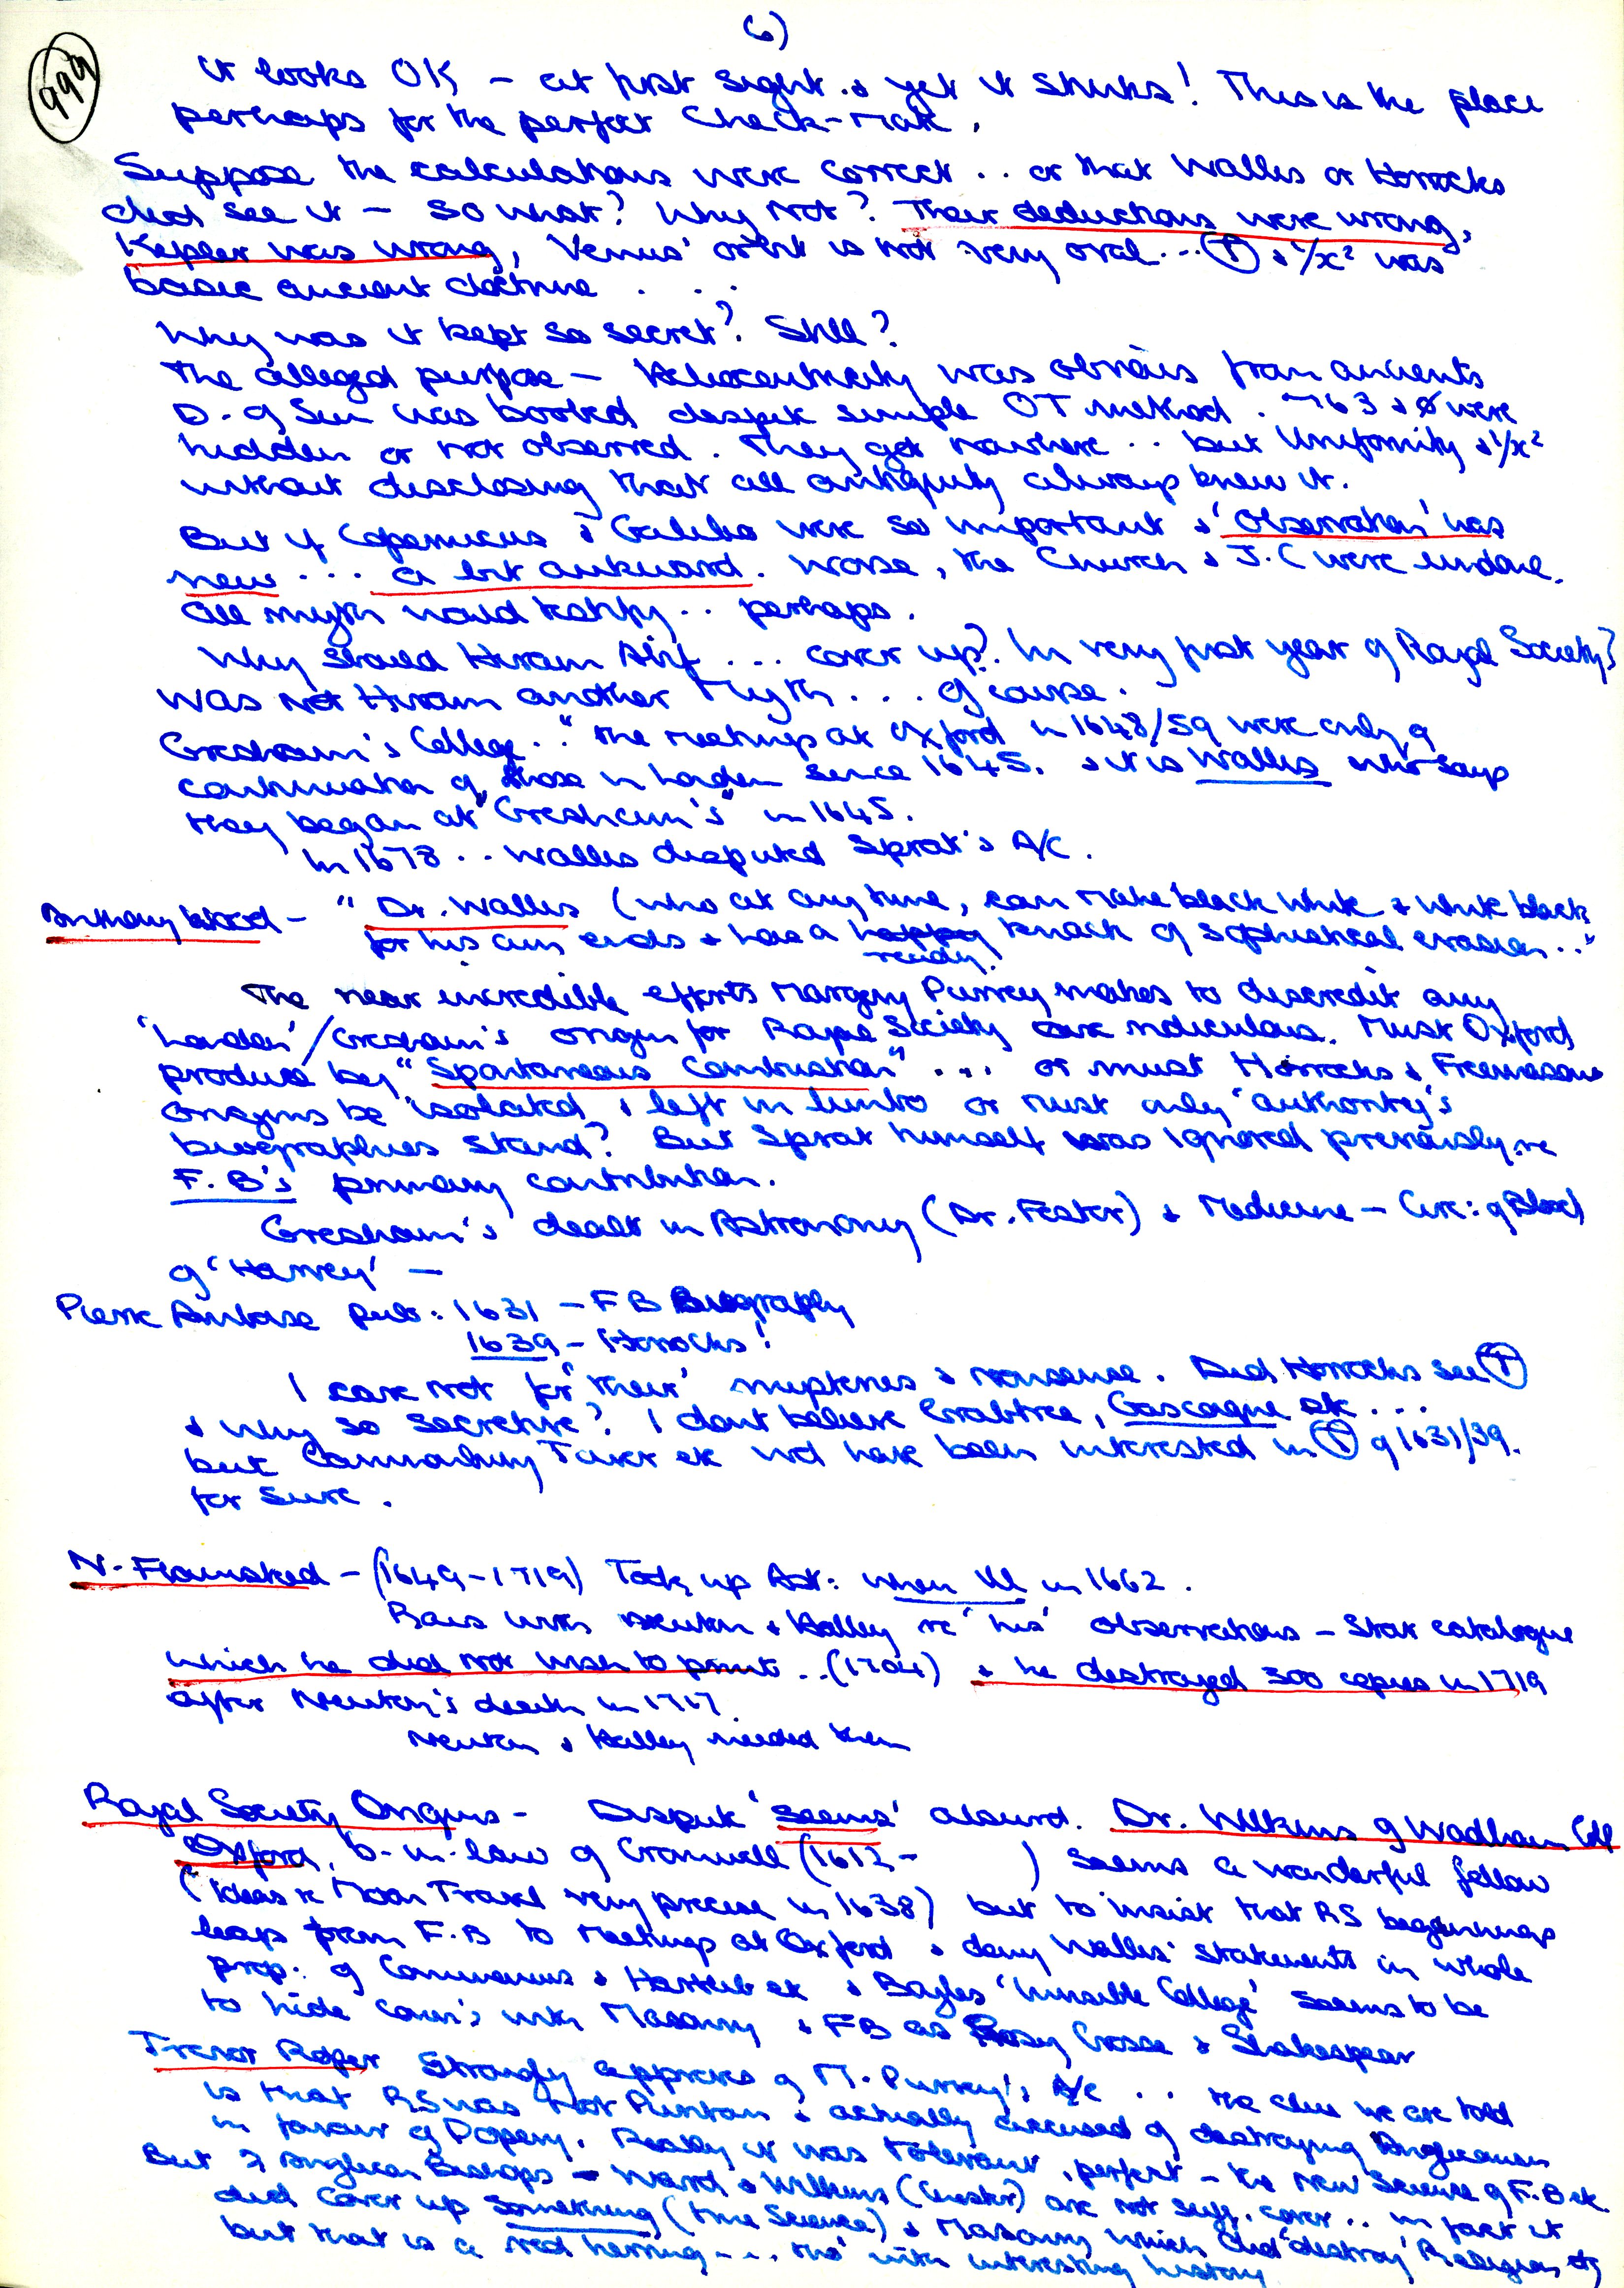 6)
999
it looks OK – at first sight & yet it stinks! This is the place
perhaps for the perfect Check-Mate.
Suppose the calculations were correct .. or that Wallis or Horrocks
did see it – so what? Why not? Their deductions were wrong,
Kepler was wrong, Venus' orbit is not very oval ... (T) & 1/x² was
basic ancient doctrine . . .
Why was it kept so secret? Still?
The alleged purpose – Heliocentricity was obvious from ancients
D. of Sun was booked despite simple OT method. 763 & Ø were
hidden or not observed. They got nowhere .. but Uniformity & 1/x²
without disclosing that all antiquity always knew it.
But if Copernicus & Galileo were so important & 'Observation' was
new ... a bit awkward. Worse, the Church & J.C were undone.
All myth would testify .. perhaps.
Why should Hiram Abif ... cover up? In very first year of Royal Society?
Was not Hiram another Myth ... of course.
Gresham's College .. "the meetings at Oxford in 1648/59 were only a
continuation of those in London since 1645. & it is Wallis who says
they began at "Gresham's" in 1645.
In 1678 .. Wallis disputed Sprat's A/C.
Anthony Wood – "Dr. Wallis (who at any time, can make black white & white black
for his own ends & have a happy knack of sophistical evasion .."
ready!
The near incredible efforts Margery Purvey makes to discredit any
'London'/Gresham's origin for Royal Society are ridiculous. Must Oxford
produce by "Spontaneous Combustion" ... or must Horrocks & Freemasons
origins be isolated & left in limbo or must only 'authority's
biographies stand? But Sprat himself was ignored previously re
F.B's primary contribution.
Gresham's dealt in Astronomy (Dr. Foster) & Medicine – Circ: of Blood
of 'Harvey' –
Pierre Amboise pub: 1631 – FB Biography
1639 – Horrocks!
I care not for 'their' mysteries & nonsense. Did Horrocks see (T)
& why so secretive? I dont believe Crabtree, Gascoigne etc ...
but Cannonbury Tower etc wd have been interested in (T) of 1631/39.
for sure.
N. Flamsteed – (1649–1719) Took up Ast: when ill in 1662.
Rows with Newton & Halley re 'his' observations – Star catalogue
which he did not wish to print .. (1704) & he destroyed 300 copies in 1719
after Newton's death in 1717.
Newton & Halley needed them
Royal Society Origins – Dispute 'seems' absurd. Dr. Wilkins of Wadham Coll
Oxford, b-in-law of Cromwell (1612– ) seems a wonderful fellow
(Ideas re Moon Travel very precise in 1638) but to insist that RS beginnings
leaps from F.B to Meetings at Oxford & deny Wallis' statements in whole
prop: of Commenius & Hartlib etc & Boyles 'Invisible College' seems to be
to hide conn's with Masonry & FB as Rosy Crosse & Shakespear
Trevor Roper strongly approves of M. Purvey's A/c .. the clue we are told
is that RS was not Puritan & actually accused of destroying Anglicanism
in favour of Popery. Really it was Tolerant, perfect – the new Science of F.B etc
But 2 Anglican Bishops – Ward & Wilkins (Chester) are not suff. cover .. in fact it
did cover up something (true Science) & Masonry which did 'destroy' Religion
but that is a red herring ... tho' with interesting history